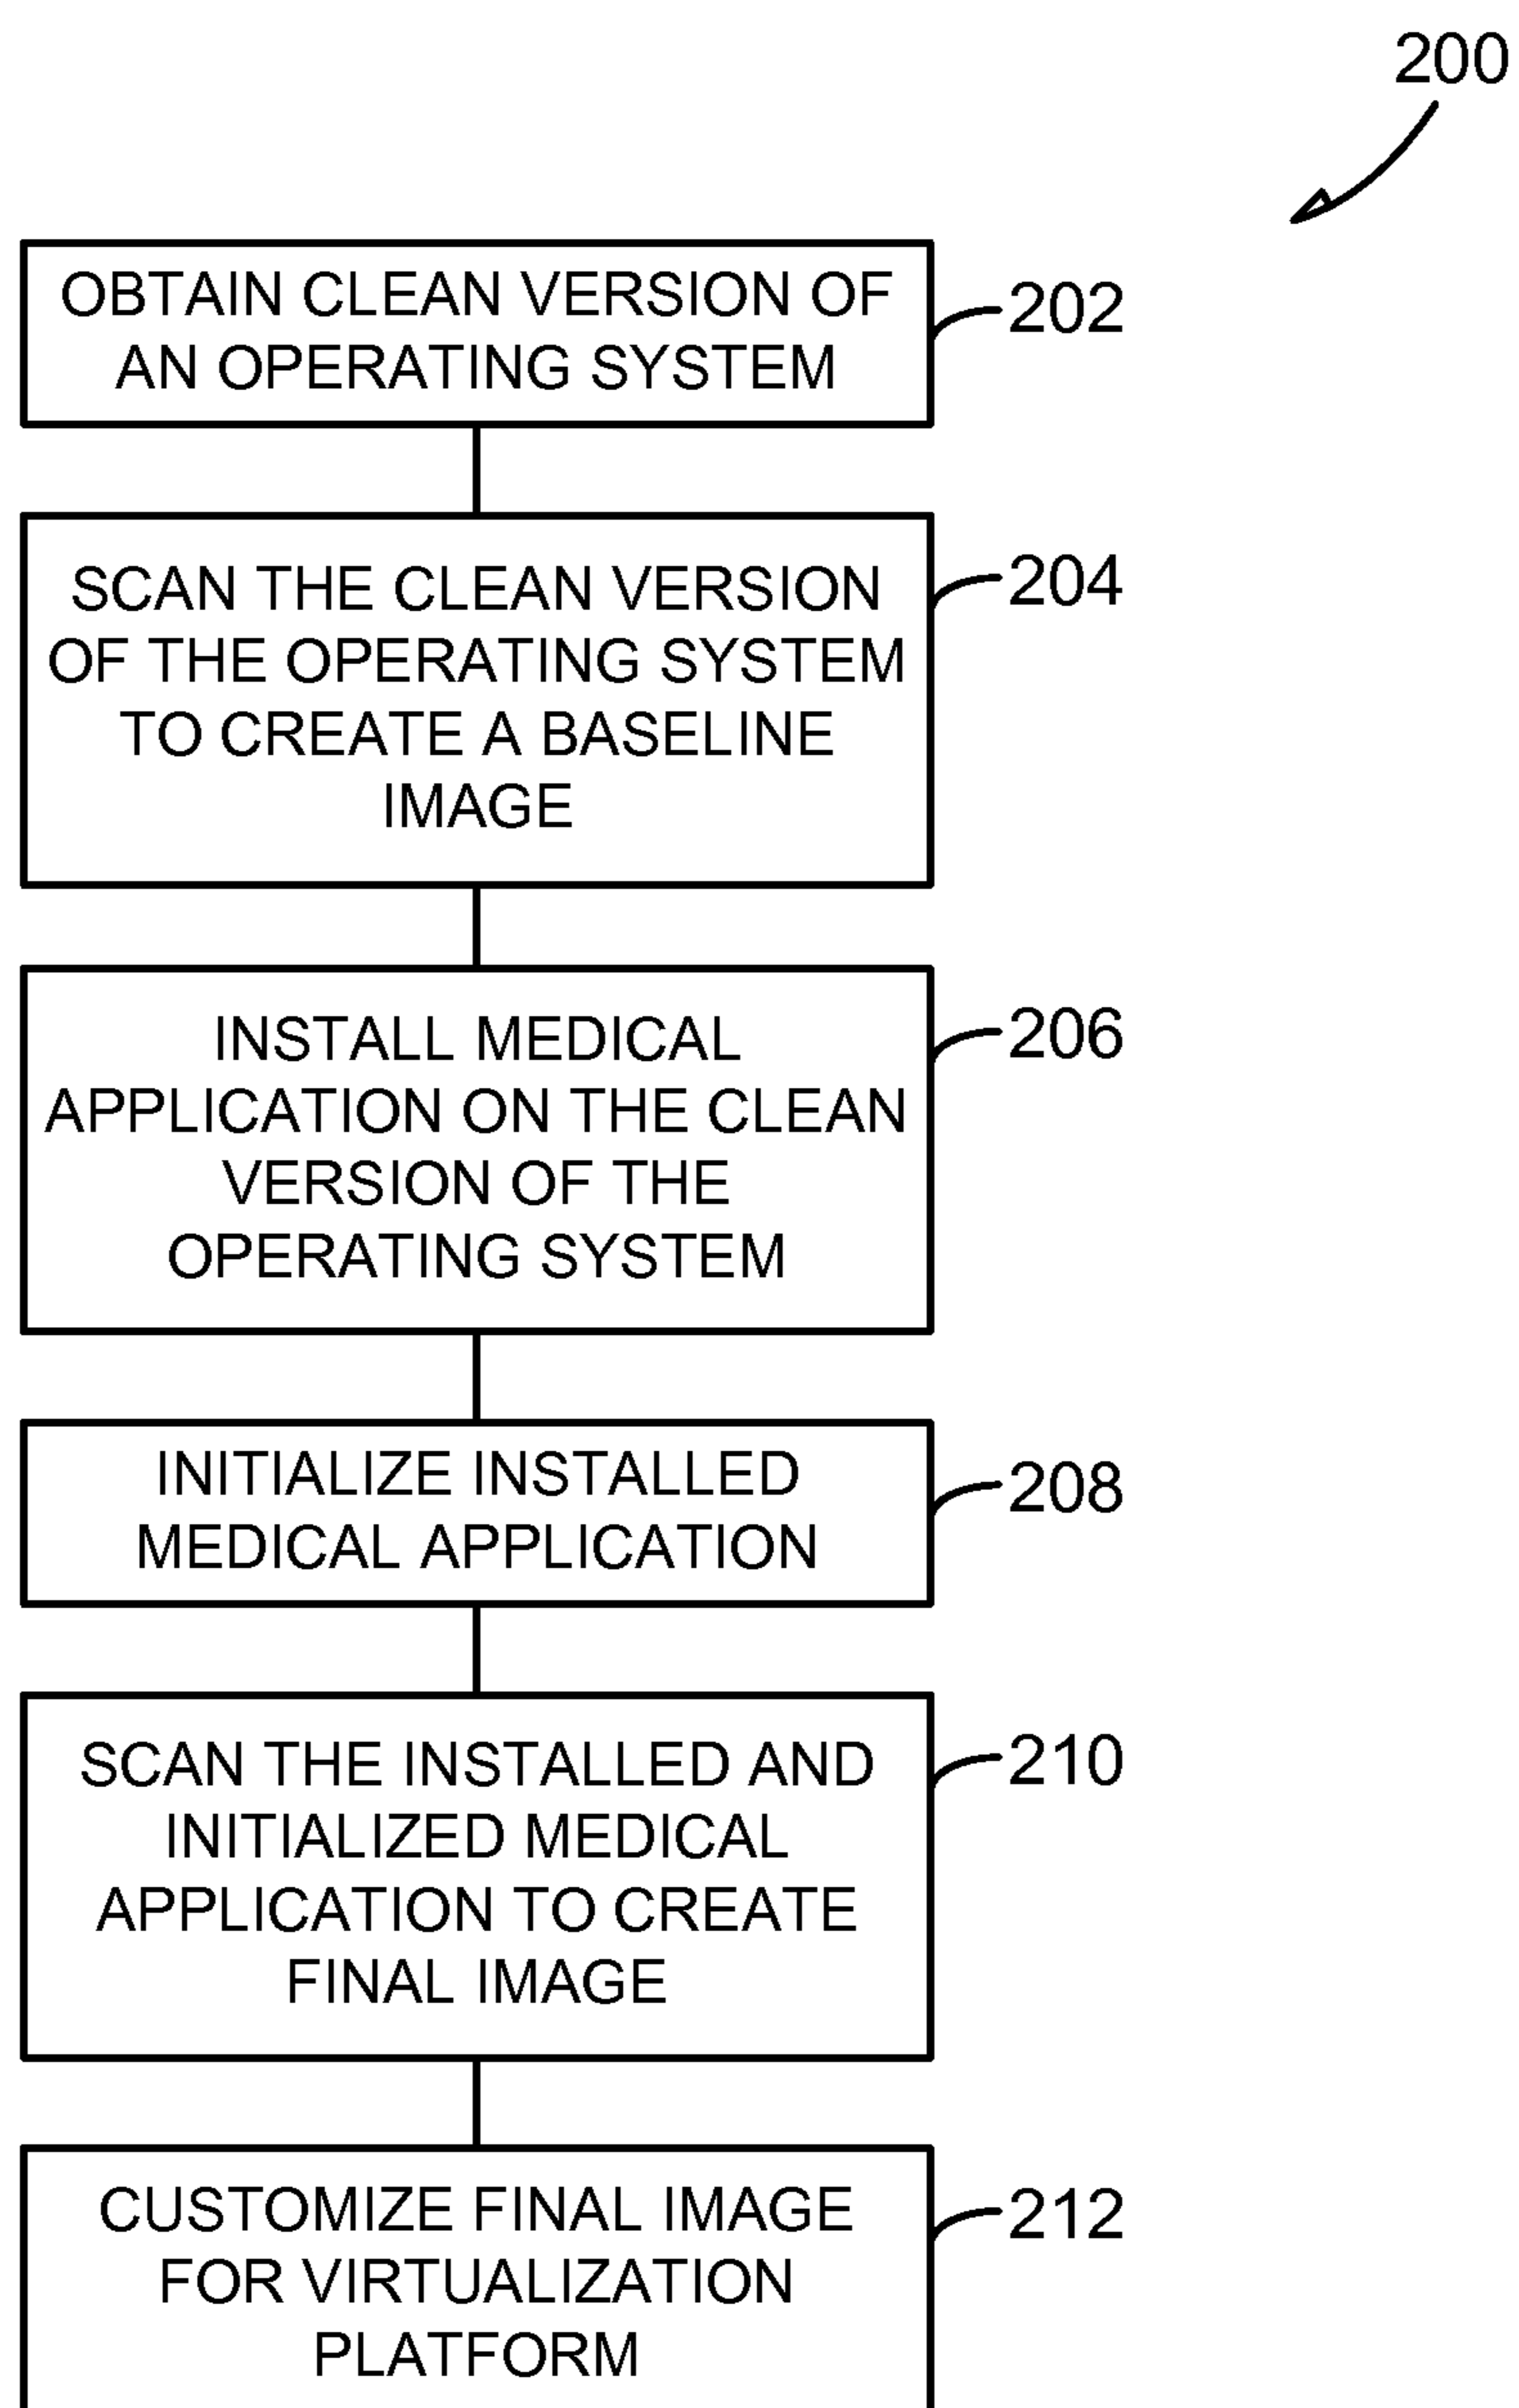 200
OBTAIN CLEAN VERSION OF
AN OPERATING SYSTEM
202
SCAN THE CLEAN VERSION
OF THE OPERATING SYSTEM
TO CREATE A BASELINE
IMAGE
204
INSTALL MEDICAL
APPLICATION ON THE CLEAN
VERSION OF THE
OPERATING SYSTEM
206
INITIALIZE INSTALLED
MEDICAL APPLICATION
208
SCAN THE INSTALLED AND
INITIALIZED MEDICAL
APPLICATION TO CREATE
FINAL IMAGE
210
CUSTOMIZE FINAL IMAGE
FOR VIRTUALIZATION
PLATFORM
212